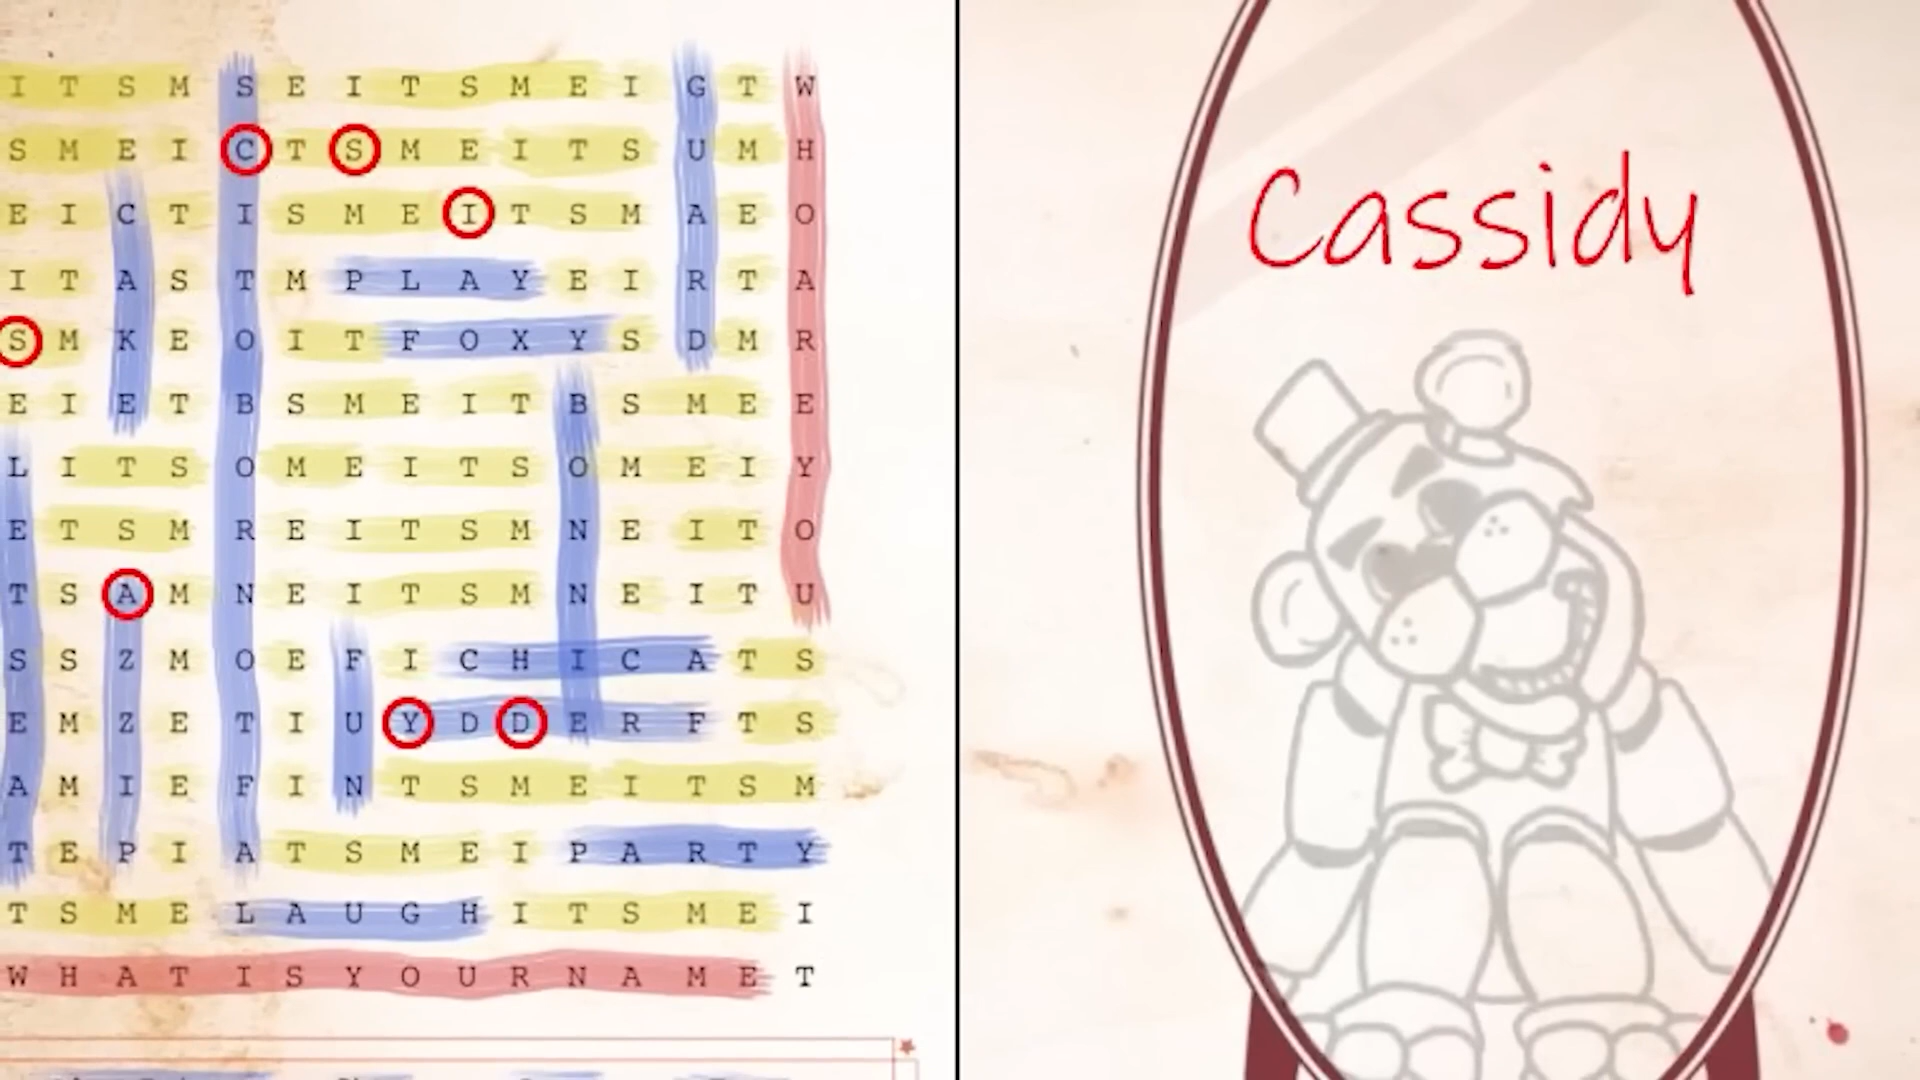 I T S M S E I T S M E I G T W
S M E I C T S M E I T S U M H
E I C T I S M E I T S M A E O
I T A S T M P L A Y E I R T A
S M K E O I T F O X Y S D M R
E I E T B S M E I T B S M E E
L I T S O M E I T S O M E I Y
E T S M R E I T S M N E I T O
T S A M N E I T S M N E I T U
S S Z M O E F I C H I C A T S
E M Z E T I U Y D D E R F T S
A M I E F I N T S M E I T S M
T E P I A T S M E I P A R T Y
T S M E L A U G H I T S M E I
W H A T I S Y O U R N A M E T
Cassidy